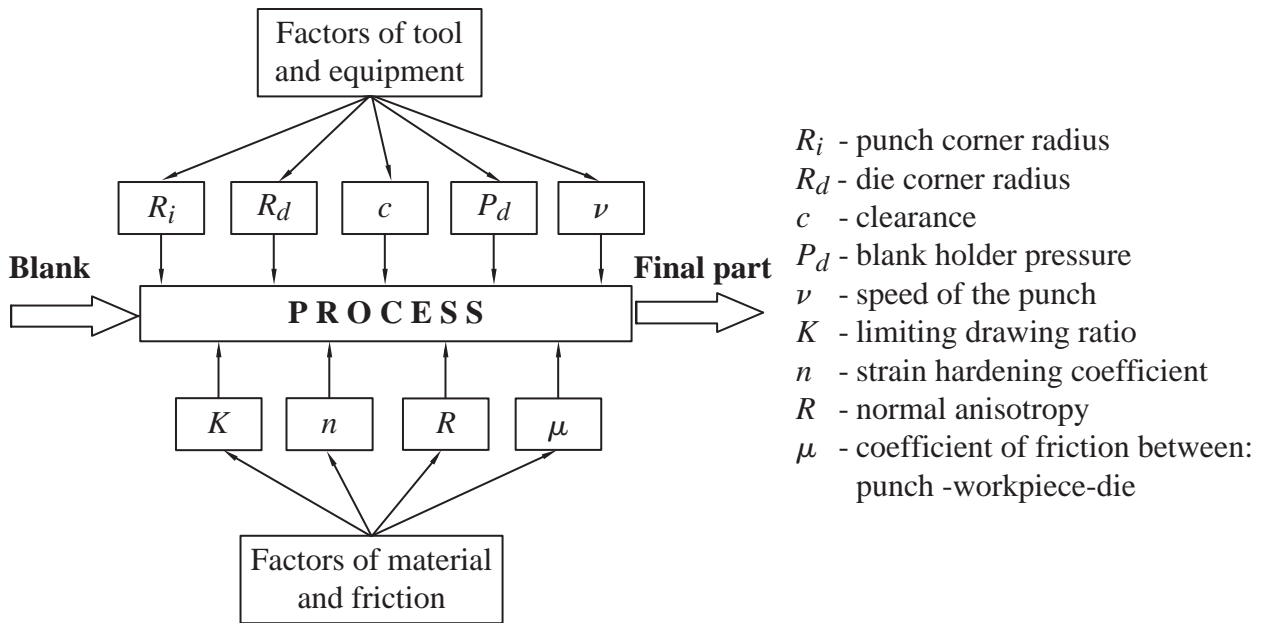 Factors of tool
and equipment
R_i
R_d
c
P_d
ν
Blank
Final part
PROCESS
K
n
R
μ
Factors of material
and friction
R_i - punch corner radius
R_d - die corner radius
c - clearance
P_d - blank holder pressure
ν - speed of the punch
K - limiting drawing ratio
n - strain hardening coefficient
R - normal anisotropy
μ - coefficient of friction between:
punch -workpiece-die